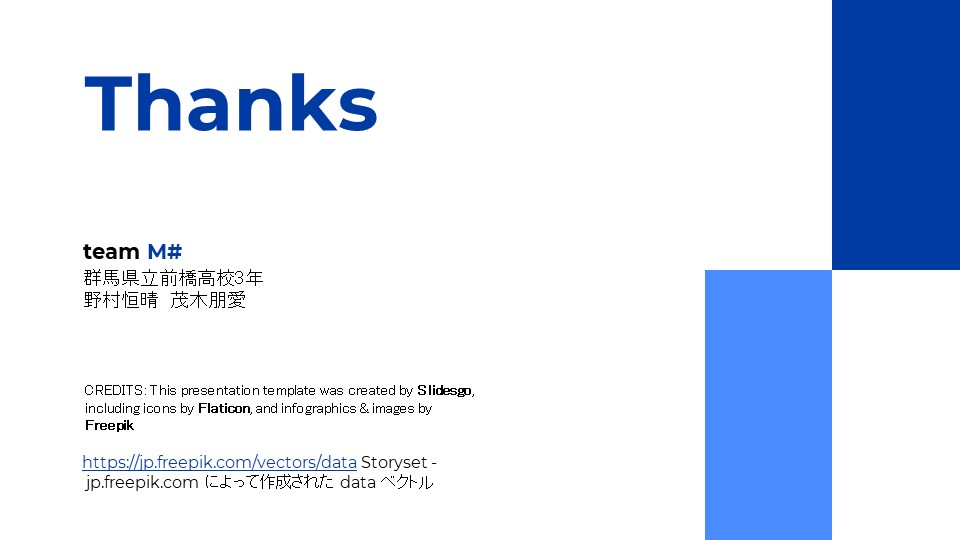 Thanks
team M#
群馬県立前橋高校3年
野村恒晴　茂木朋愛
CREDITS: This presentation template was created by Slidesgo,
including icons by Flaticon, and infographics & images by
Freepik
https://jp.freepik.com/vectors/data Storyset -
jp.freepik.com によって作成された data ベクトル